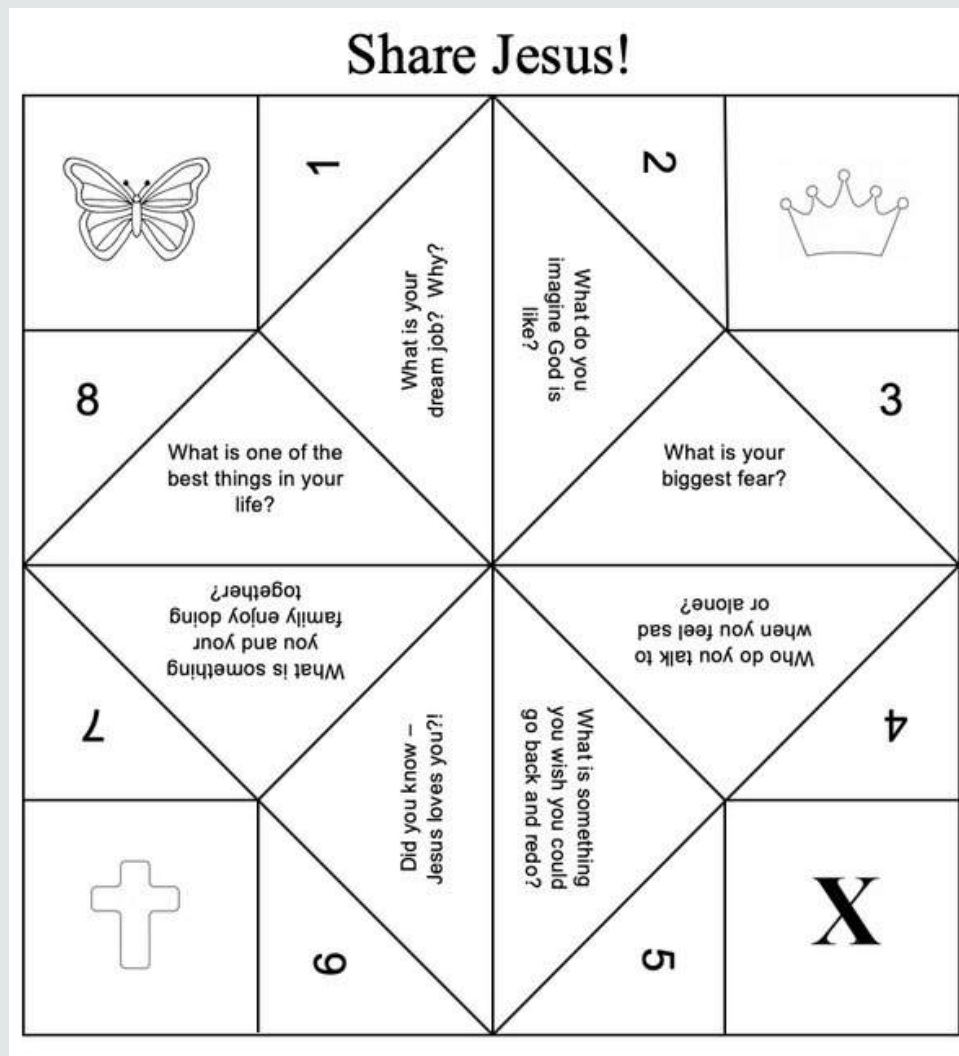 Share Jesus!
1
2
What is your
dream job?  Why?
What do you
imagine God is
like?
8
3
What is one of the
best things in your
life?
What is your
biggest fear?
What is something
you and your
family enjoy doing
together?
Who do you talk to
when you feel sad
or alone?
7
4
Did you know –
Jesus loves you?!
What is something
you wish you could
go back and redo?
6
5
X